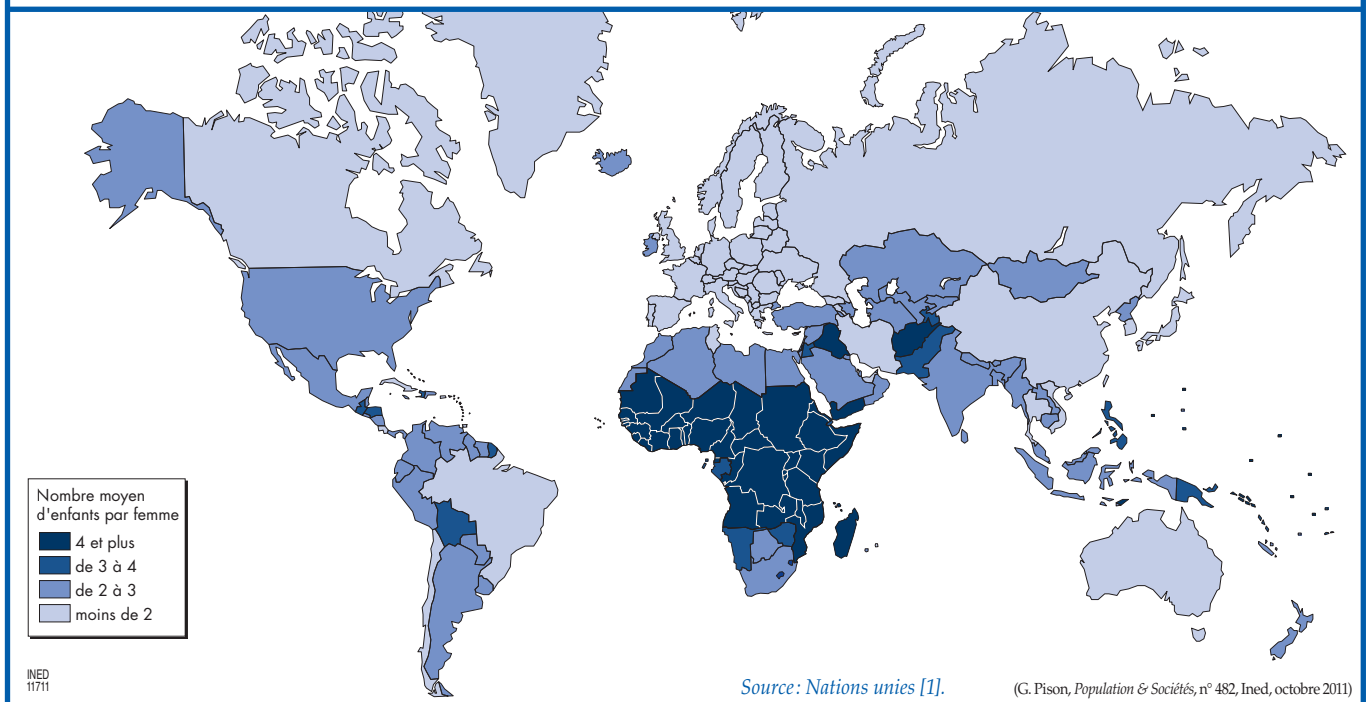 Nombre moyen
d'enfants par femme
4 et plus
de 3 à 4
de 2 à 3
moins de 2
INED
11711
Source : Nations unies [1].
(G. Pison, Population & Sociétés, n° 482, Ined, octobre 2011)